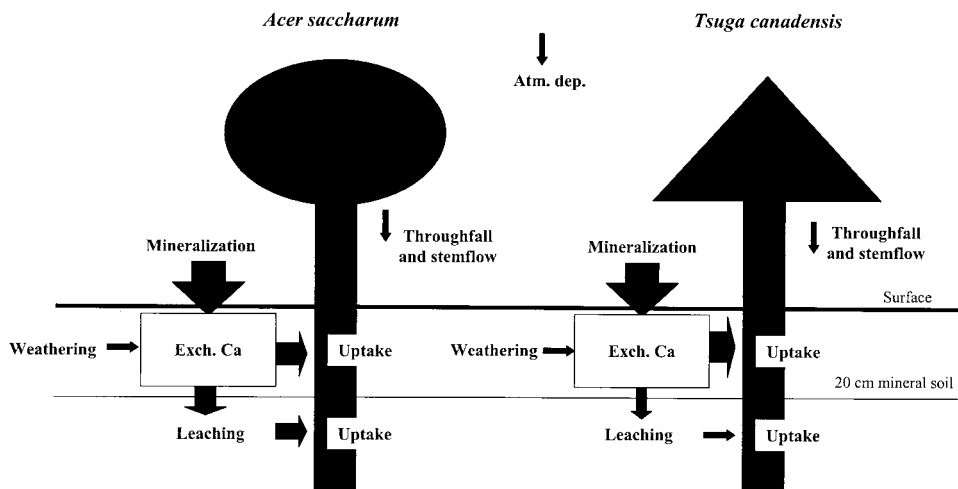 Acer saccharum
Tsuga canadensis
Atm. dep.
Throughfall
and stemflow
Throughfall
and stemflow
Mineralization
Mineralization
Surface
Weathering
Exch. Ca
Uptake
Weathering
Exch. Ca
Uptake
20 cm mineral soil
Leaching
Uptake
Leaching
Uptake